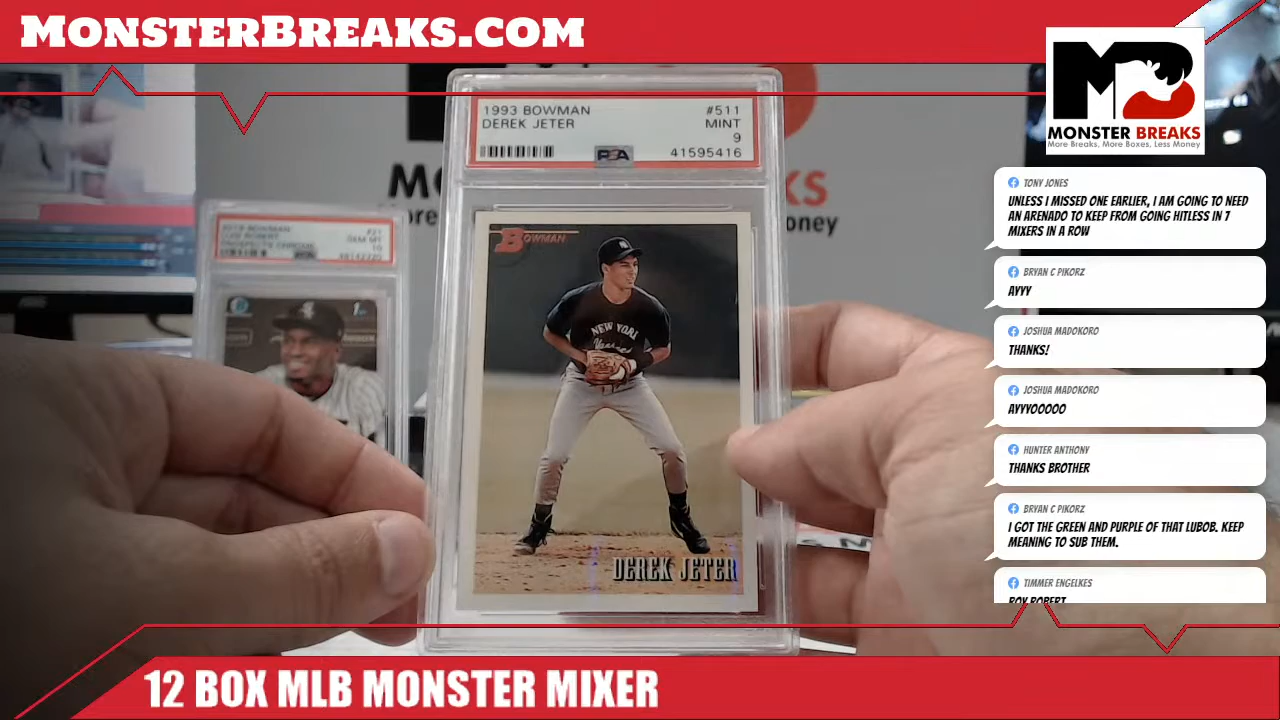 MONSTERBREAKS.COM
1993 BOWMAN #511
DEREK JETER MINT
9
PSA 41595416
BOWMAN
NEW YORK
DEREK JETER
#21
GEM MT
10
MONSTER BREAKS
More Breaks, More Boxes, Less Money
TONY JONES
UNLESS I MISSED ONE EARLIER, I AM GOING TO NEED
AN ARENADO TO KEEP FROM GOING HITLESS IN 7
MIXERS IN A ROW
BRYAN C PIKORZ
AYYY
JOSHUA MADOKORO
THANKS!
JOSHUA MADOKORO
AYYYOOOOO
HUNTER ANTHONY
THANKS BROTHER
BRYAN C PIKORZ
I GOT THE GREEN AND PURPLE OF THAT LUBOB. KEEP
MEANING TO SUB THEM.
TIMMER ENGELKES
12 BOX MLB MONSTER MIXER